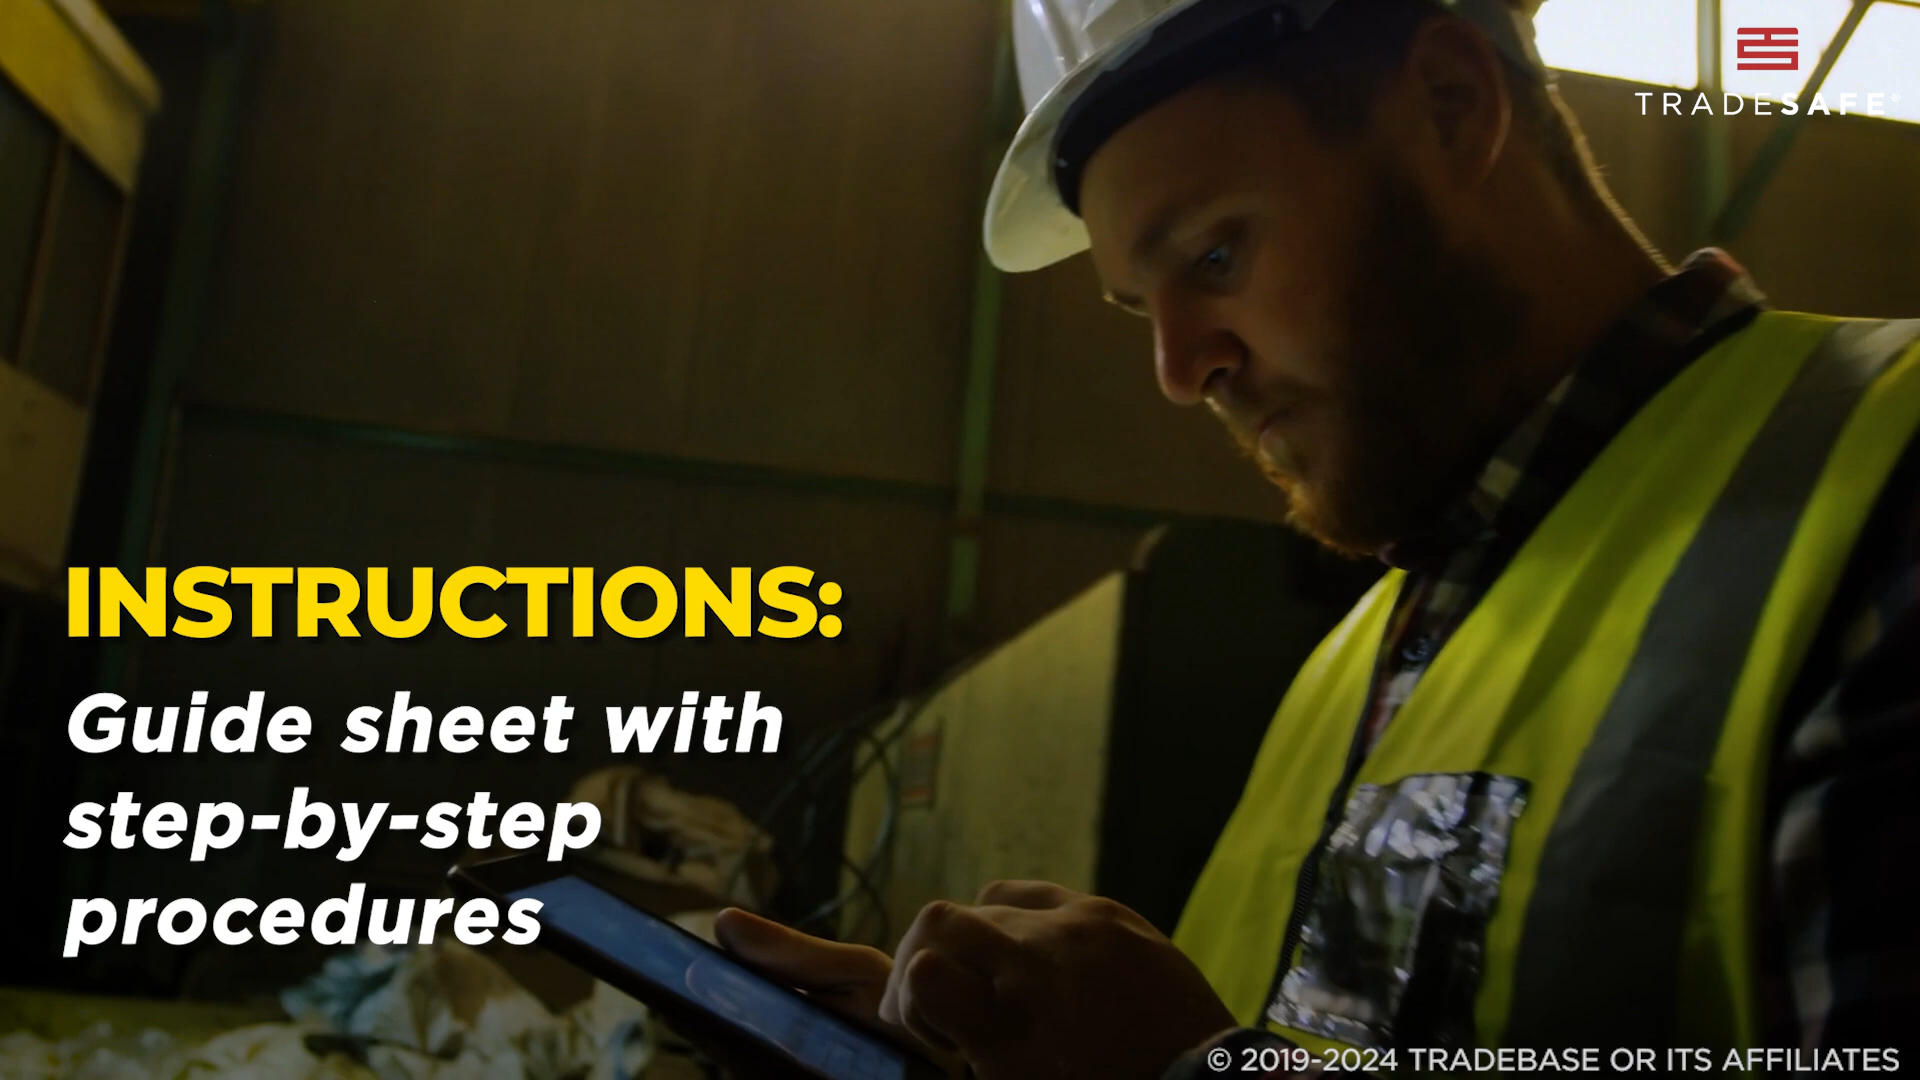 TRADESAFE®
INSTRUCTIONS:
Guide sheet with
step-by-step
procedures
© 2019-2024 TRADEBASE OR ITS AFFILIATES